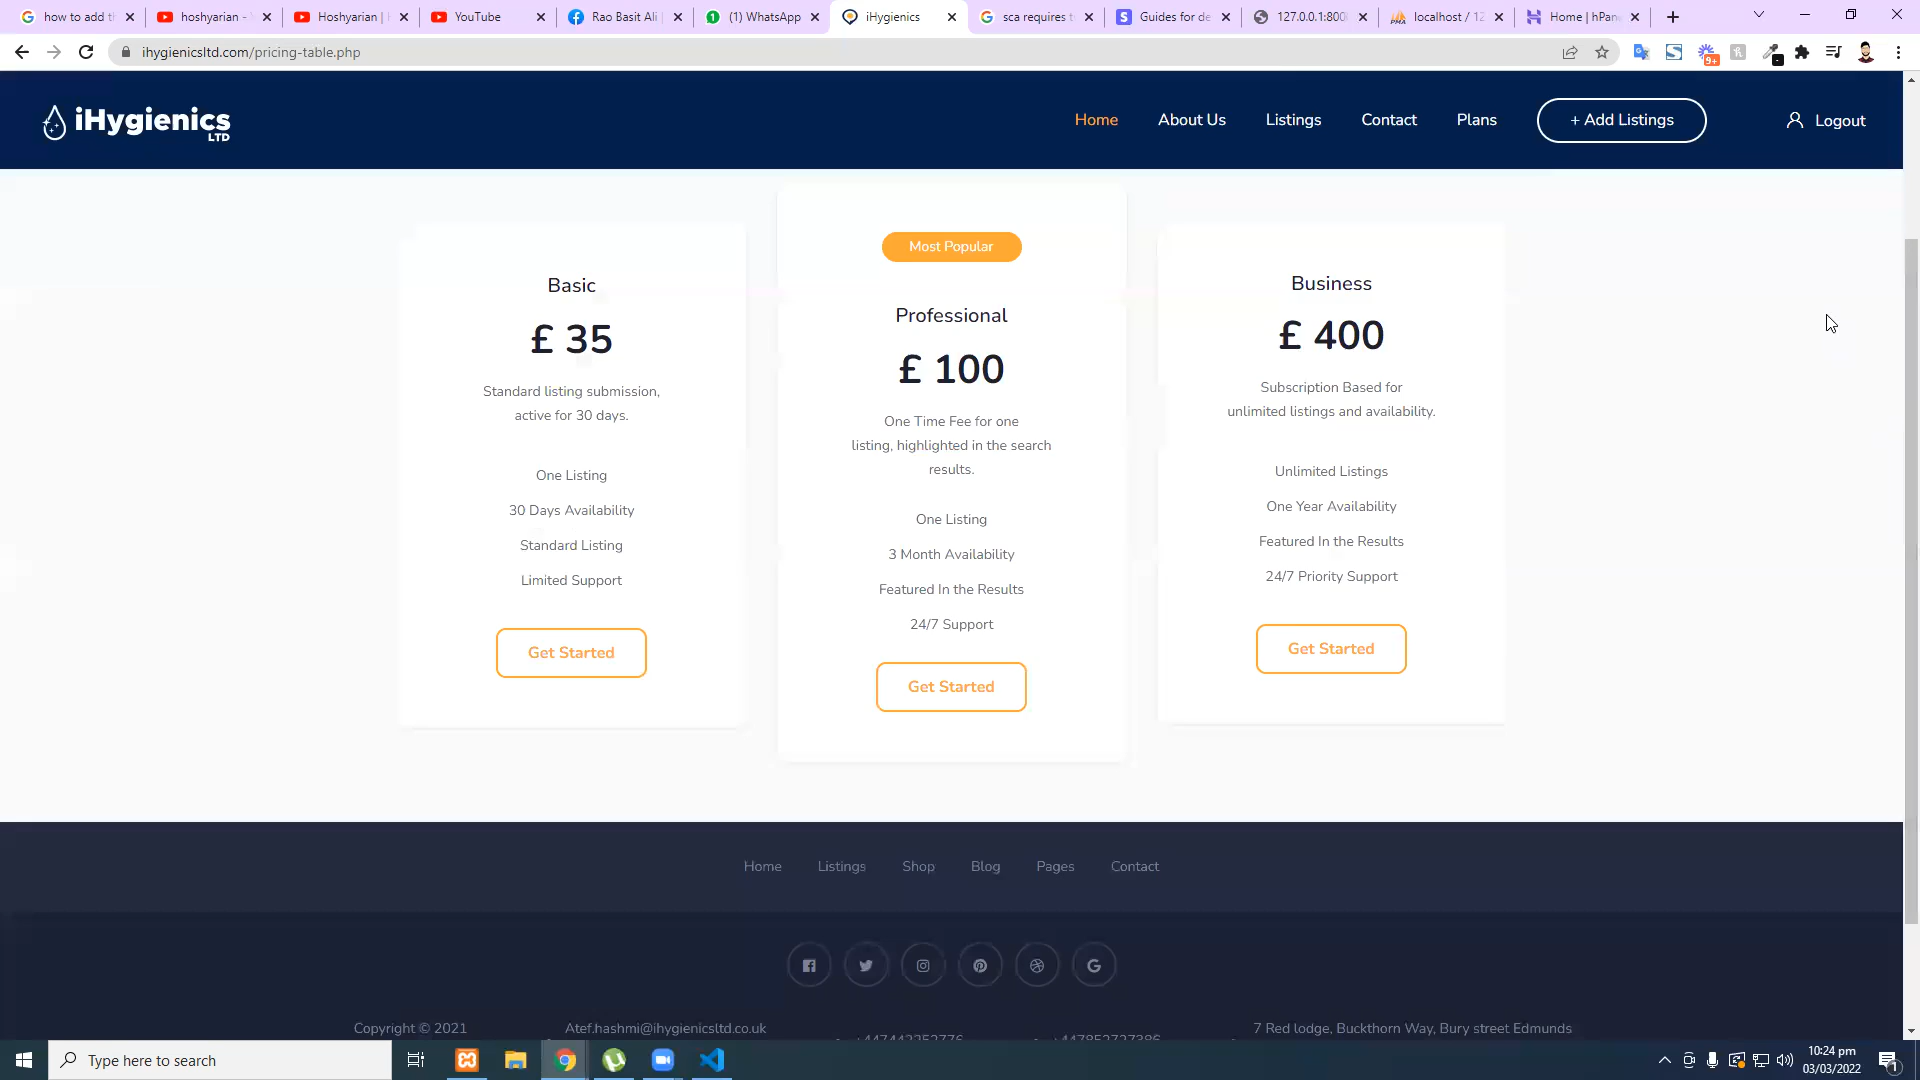 how to add th
hoshyarian - Y
Hoshyarian | H
YouTube
Rao Basit Ali |
(1) WhatsApp
iHygienics
sca requires tw
Guides for de
127.0.0.1:800
localhost / 12
Home | hPane
ihygienicsltd.com/pricing-table.php
9+
iHygienics
LTD
Home
About Us
Listings
Contact
Plans
+ Add Listings
Logout
Basic
£ 35
Standard listing submission,
active for 30 days.
One Listing
30 Days Availability
Standard Listing
Limited Support
Get Started
Most Popular
Professional
£ 100
One Time Fee for one
listing, highlighted in the search
results.
One Listing
3 Month Availability
Featured In the Results
24/7 Support
Get Started
Business
£ 400
Subscription Based for
unlimited listings and availability.
Unlimited Listings
One Year Availability
Featured In the Results
24/7 Priority Support
Get Started
Home
Listings
Shop
Blog
Pages
Contact
Copyright © 2021
Atef.hashmi@ihygienicsltd.co.uk
7 Red lodge, Buckthorn Way, Bury street Edmunds
Type here to search
10:24 pm
03/03/2022
1